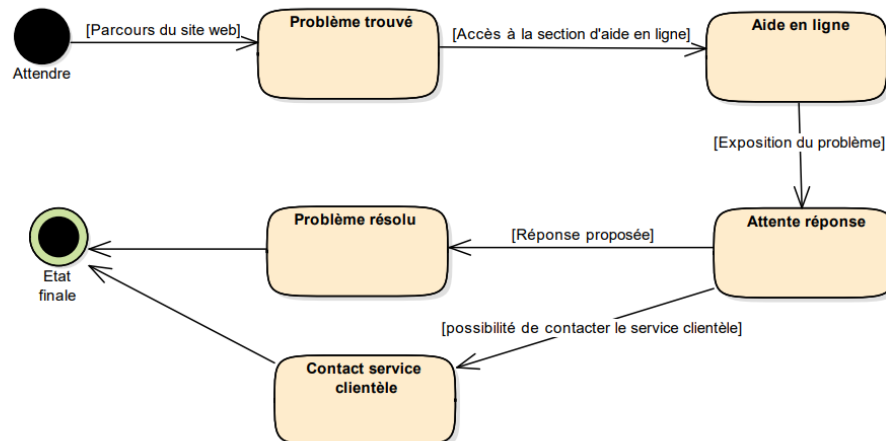 [Parcours du site web]
Problème trouvé
[Accès à la section d'aide en ligne]
Aide en ligne
Attendre
[Exposition du problème]
Problème résolu
[Réponse proposée]
Attente réponse
Etat
finale
[possibilité de contacter le service clientèle]
Contact service
clientèle